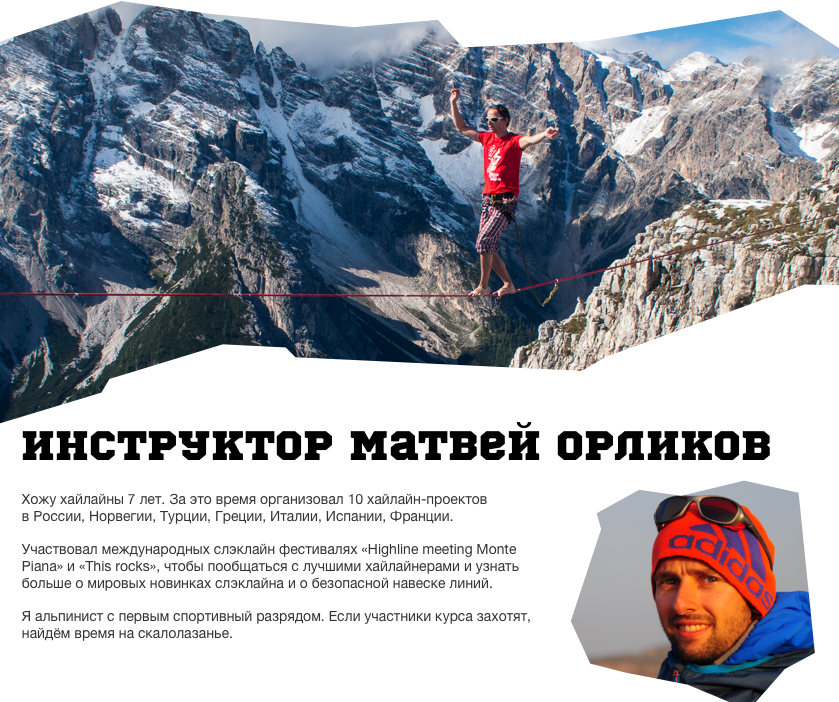 инструктор матвей орликов
Хожу хайлайны 7 лет. За это время организовал 10 хайлайн-проектов
в России, Норвегии, Турции, Греции, Италии, Испании, Франции.
Участвовал международных слэклайн фестивалях «Highline meeting Monte
Piana» и «This rocks», чтобы пообщаться с лучшими хайлайнерами и узнать
больше о мировых новинках слэклайна и о безопасной навеске линий.
Я альпинист с первым спортивный разрядом. Если участники курса захотят,
найдём время на скалолазанье.
adidas